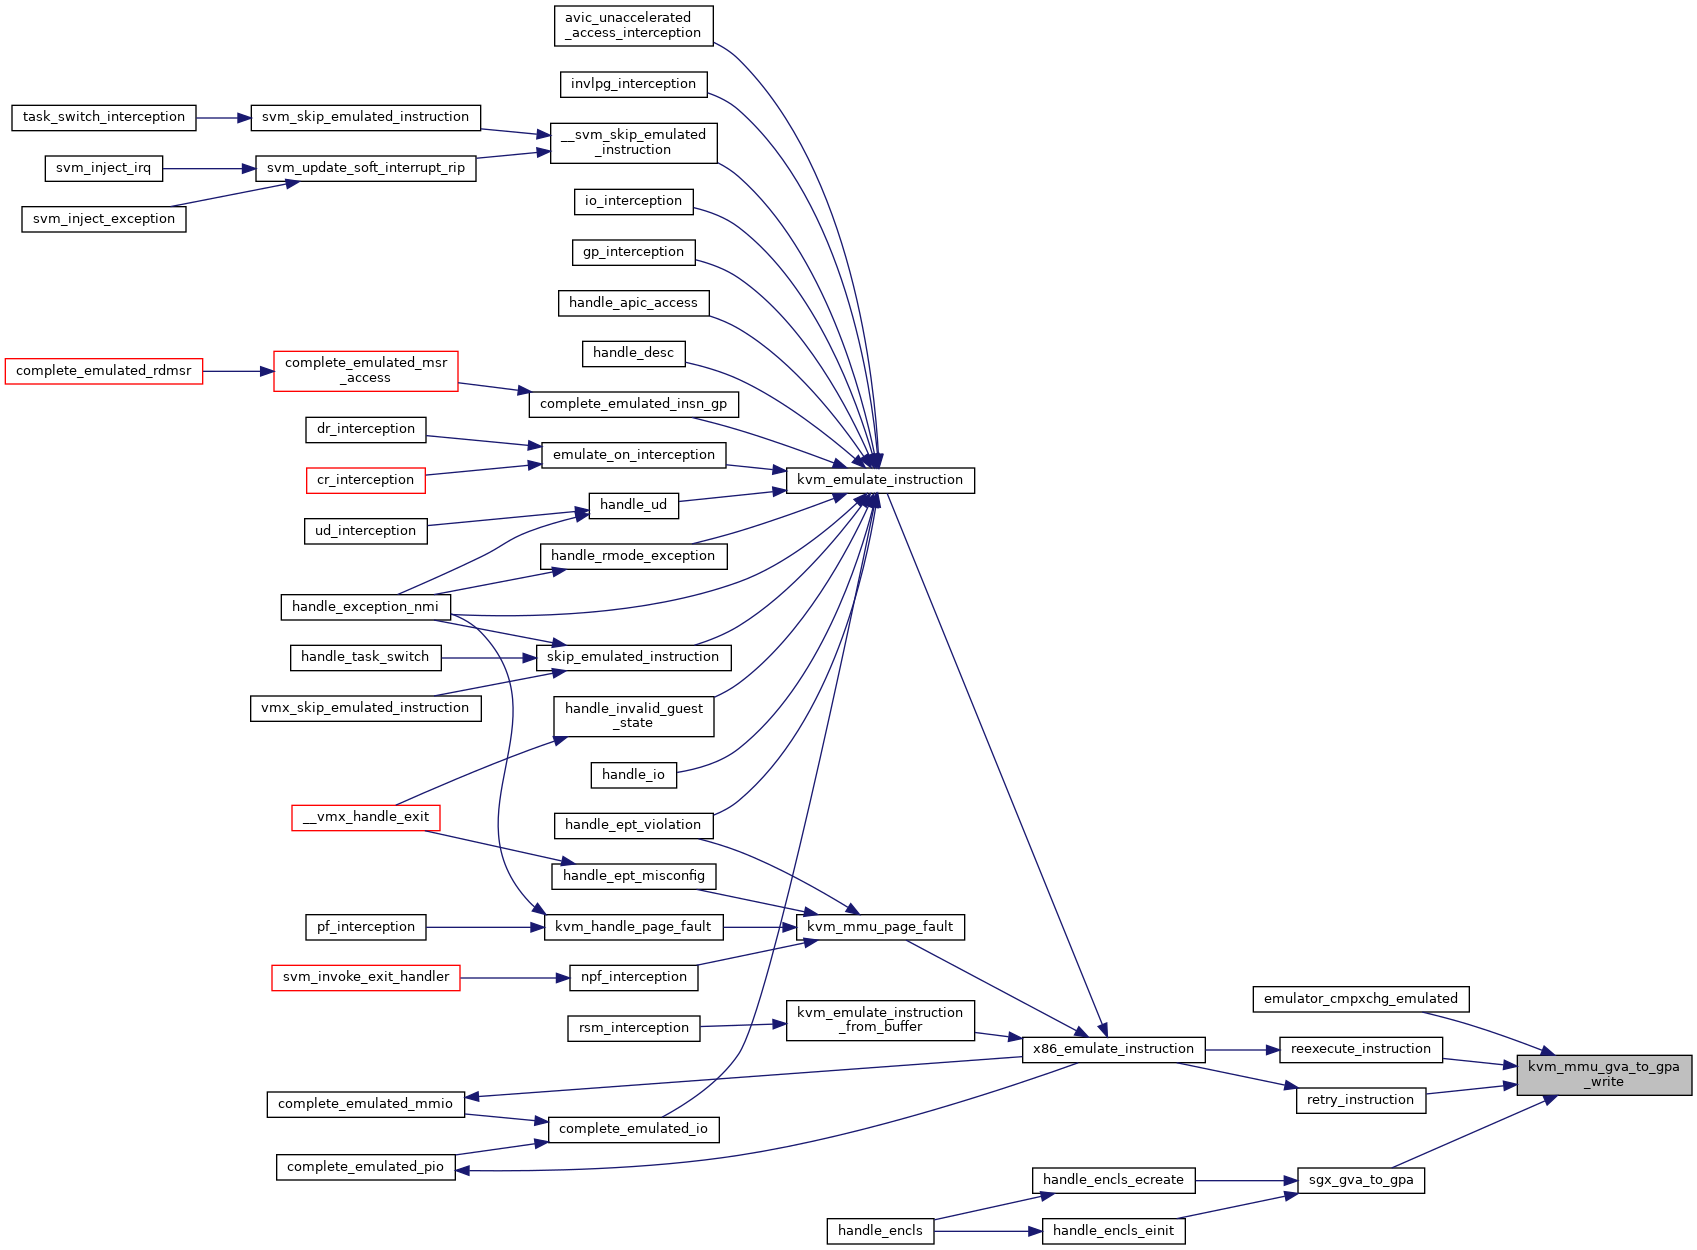 avic_unaccelerated
_access_interception
invlpg_interception
task_switch_interception
svm_skip_emulated_instruction
__svm_skip_emulated
_instruction
svm_inject_irq
svm_update_soft_interrupt_rip
io_interception
svm_inject_exception
gp_interception
handle_apic_access
handle_desc
complete_emulated_rdmsr
complete_emulated_msr
_access
complete_emulated_insn_gp
dr_interception
emulate_on_interception
cr_interception
kvm_emulate_instruction
handle_ud
ud_interception
handle_rmode_exception
handle_exception_nmi
handle_task_switch
skip_emulated_instruction
vmx_skip_emulated_instruction
handle_invalid_guest
_state
handle_io
__vmx_handle_exit
handle_ept_violation
handle_ept_misconfig
pf_interception
kvm_handle_page_fault
kvm_mmu_page_fault
svm_invoke_exit_handler
npf_interception
emulator_cmpxchg_emulated
rsm_interception
kvm_emulate_instruction
_from_buffer
x86_emulate_instruction
reexecute_instruction
kvm_mmu_gva_to_gpa
_write
complete_emulated_mmio
retry_instruction
complete_emulated_io
complete_emulated_pio
handle_encls_ecreate
sgx_gva_to_gpa
handle_encls
handle_encls_einit